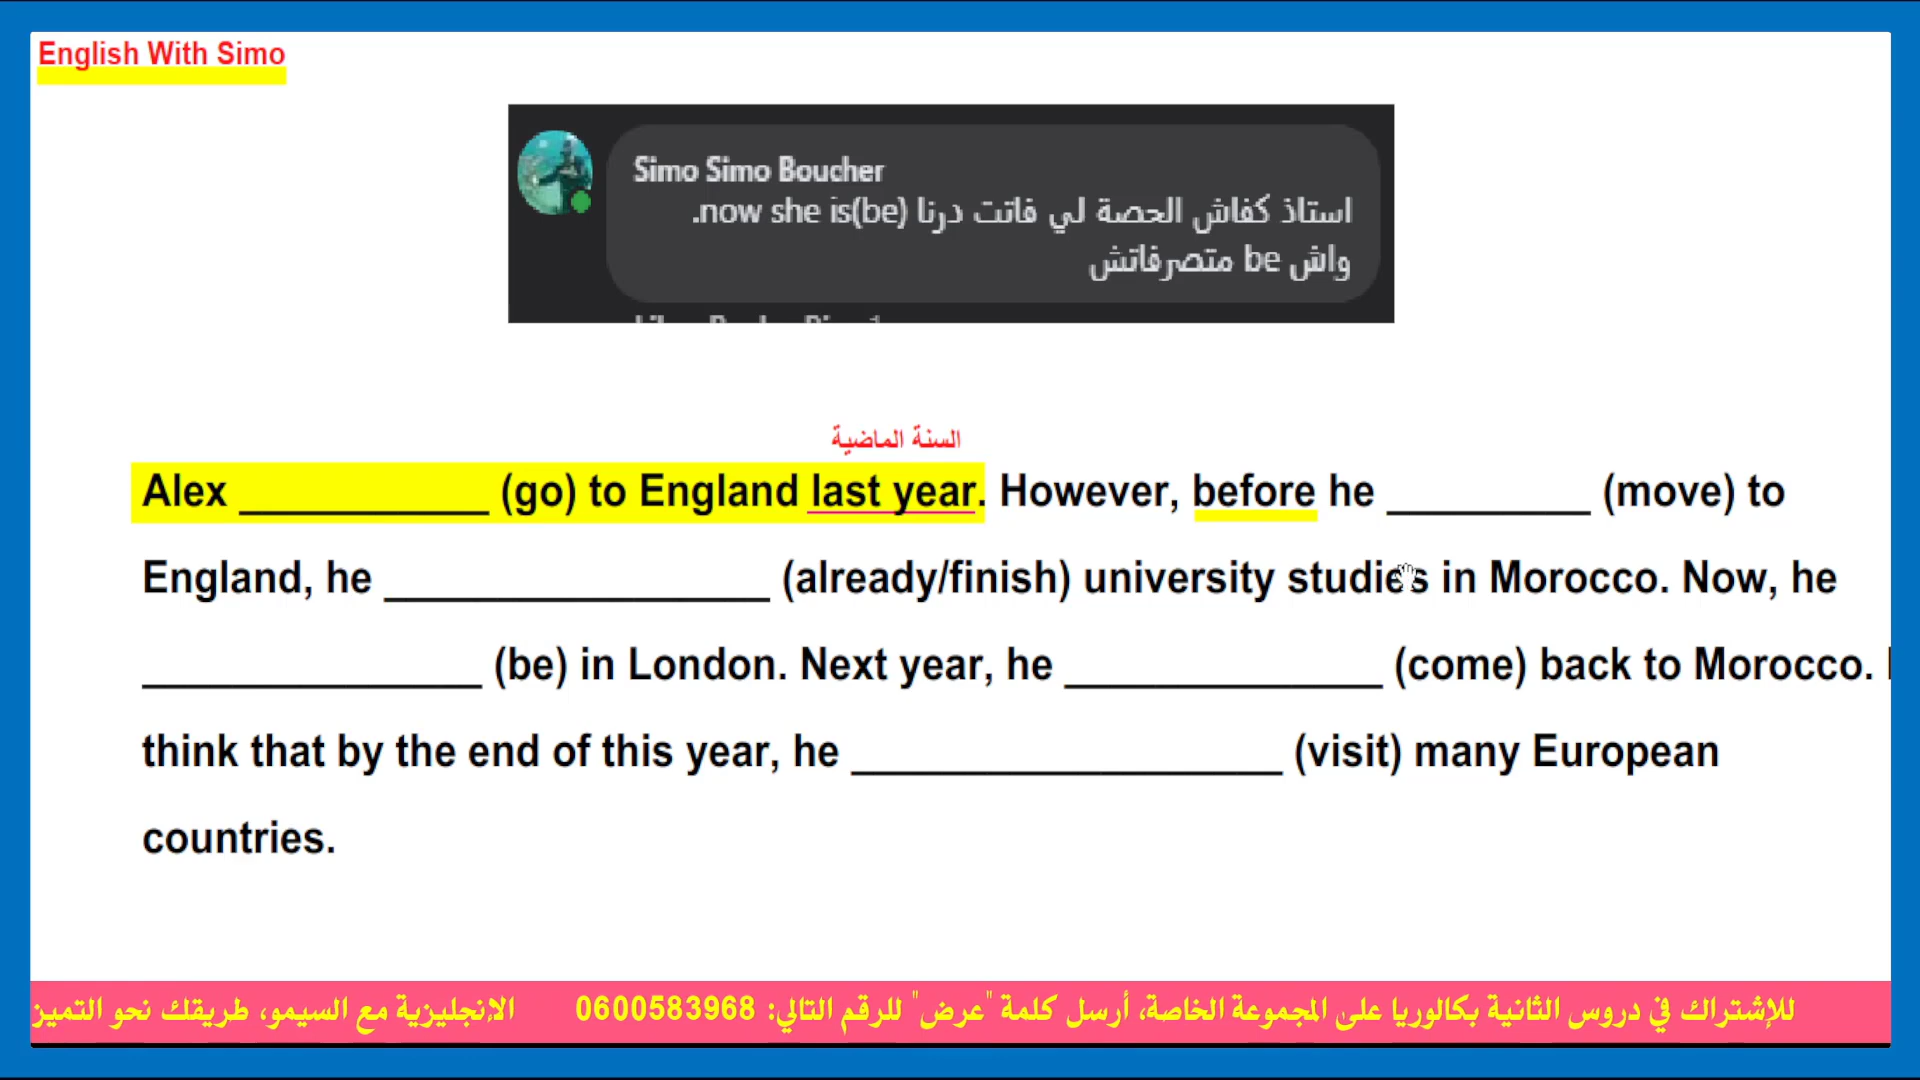 English With Simo
Simo Simo Boucher
استاذ كفاش الحصة لي فاتت درنا now she is(be).
واش be متصرفاتش
السنة الماضية
Alex __________ (go) to England last year. However, before he ________ (move) to
England, he ________________ (already/finish) university studies in Morocco. Now, he
______________ (be) in London. Next year, he _____________ (come) back to Morocco. I
think that by the end of this year, he __________________ (visit) many European
countries.
للإشتراك في دروس الثانية بكالوريا على المجموعة الخاصة، أرسل كلمة "عرض" للرقم التالي: 0600583968 الانجليزية مع السيمو، طريقك نحو التميز